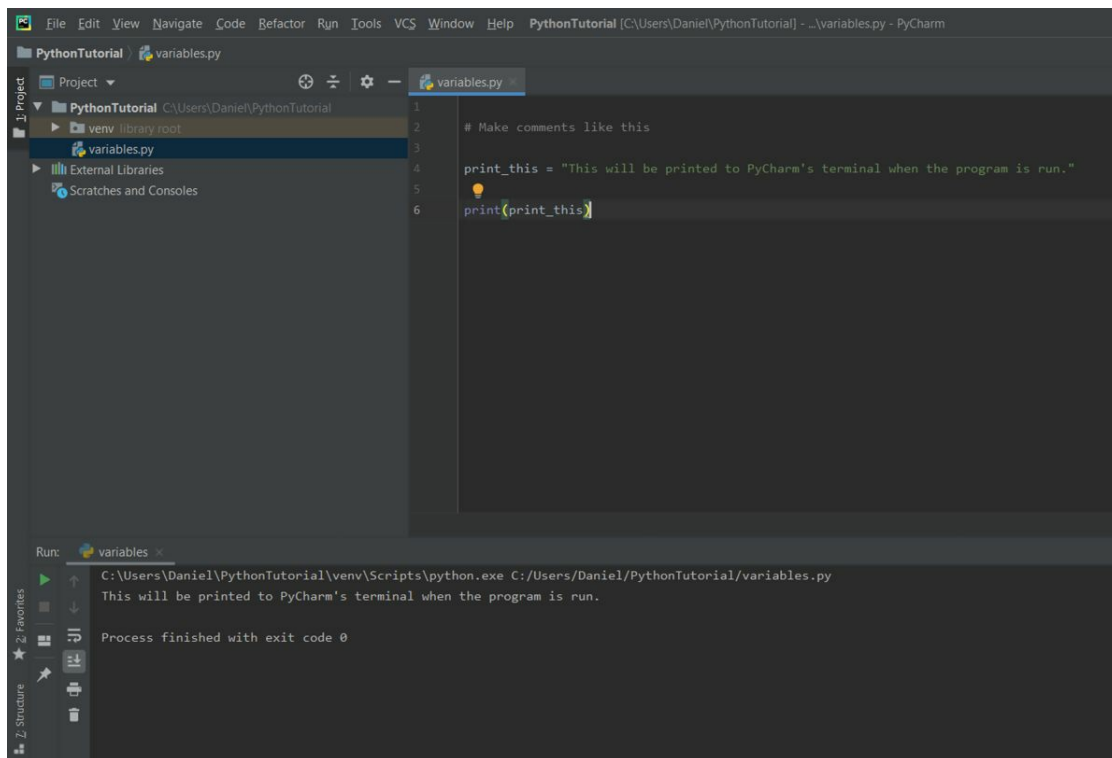 PC File Edit View Navigate Code Refactor Run Tools VCS Window Help PythonTutorial [C:\Users\Daniel\PythonTutorial] - ...\variables.py - PyCharm
PythonTutorial variables.py
1: Project
Project
PythonTutorial C:\Users\Daniel\PythonTutorial
venv library root
variables.py
External Libraries
Scratches and Consoles
variables.py
1
2 # Make comments like this
3
4 print_this = "This will be printed to PyCharm's terminal when the program is run."
5
6 print(print_this)
Run: variables
C:\Users\Daniel\PythonTutorial\venv\Scripts\python.exe C:/Users/Daniel/PythonTutorial/variables.py
This will be printed to PyCharm's terminal when the program is run.
Process finished with exit code 0
2: Favorites
Z: Structure